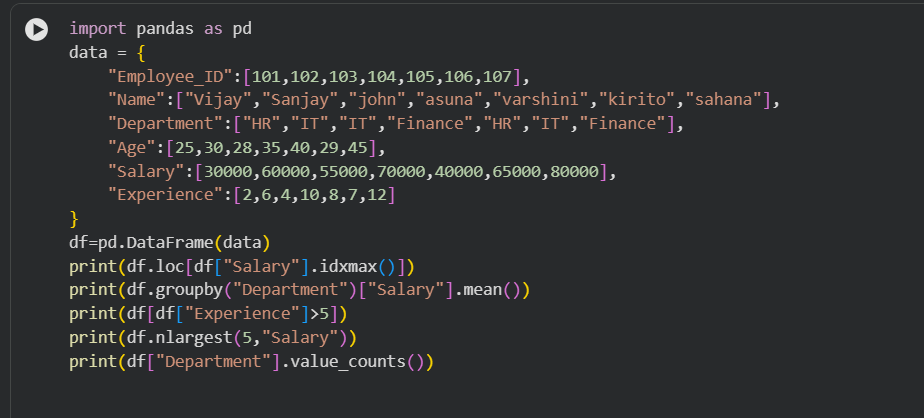 import pandas as pd
data = {
    "Employee_ID":[101,102,103,104,105,106,107],
    "Name":["Vijay","Sanjay","john","asuna","varshini","kirito","sahana"],
    "Department":["HR","IT","IT","Finance","HR","IT","Finance"],
    "Age":[25,30,28,35,40,29,45],
    "Salary":[30000,60000,55000,70000,40000,65000,80000],
    "Experience":[2,6,4,10,8,7,12]
}
df=pd.DataFrame(data)
print(df.loc[df["Salary"].idxmax()])
print(df.groupby("Department")["Salary"].mean())
print(df[df["Experience"]>5])
print(df.nlargest(5,"Salary"))
print(df["Department"].value_counts())